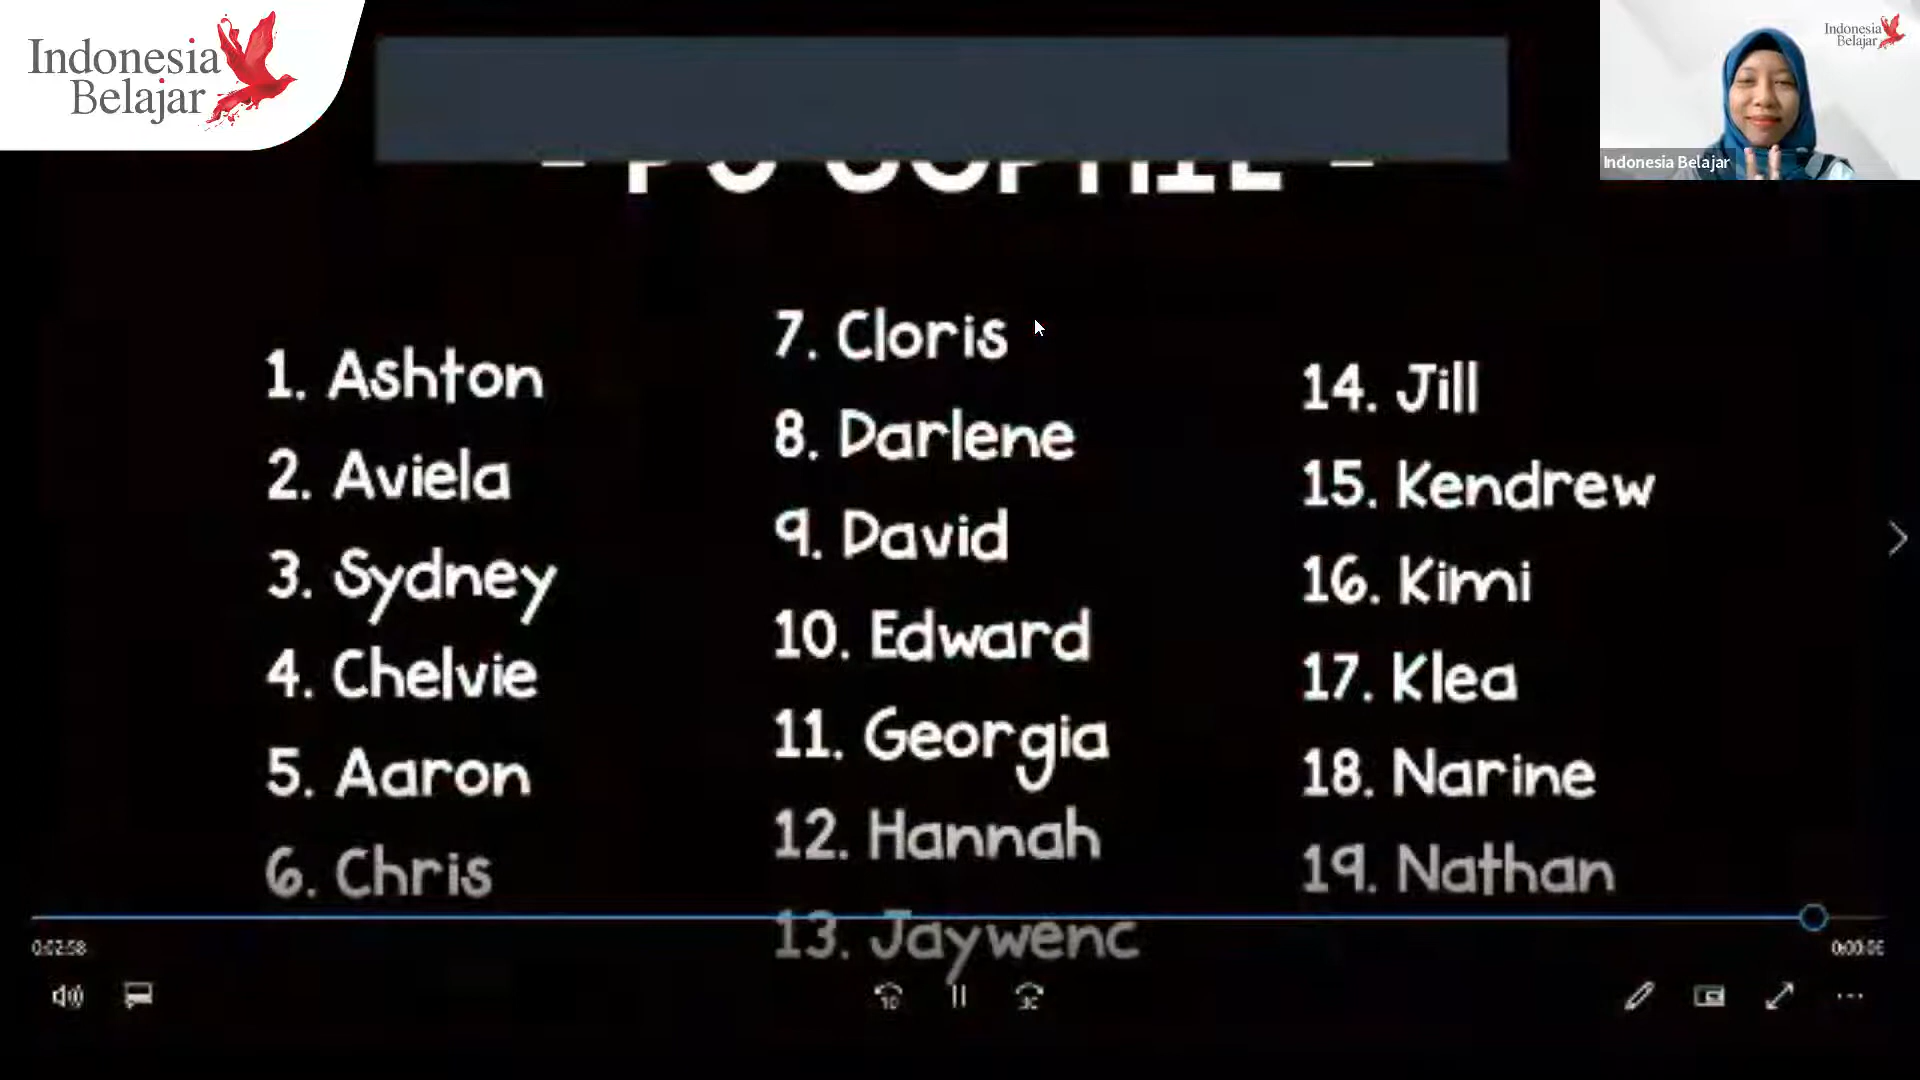 Indonesia
Belajar
Indonesia
Belajar
Indonesia Belajar
1. Ashton
2. Aviela
3. Sydney
4. Chelvie
5. Aaron
6. Chris
7. Cloris
8. Darlene
9. David
10. Edward
11. Georgia
12. Hannah
13. Jaywenc
14. Jill
15. Kendrew
16. Kimi
17. Klea
18. Narine
19. Nathan
0:02:58
10
30